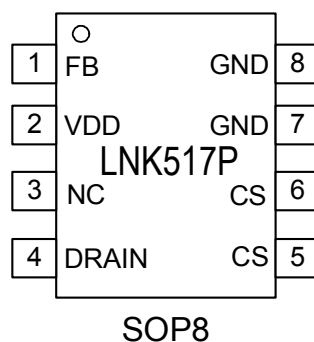 1 FB GND 8
2 VDD GND 7
LNK517P
3 NC CS 6
4 DRAIN CS 5
SOP8